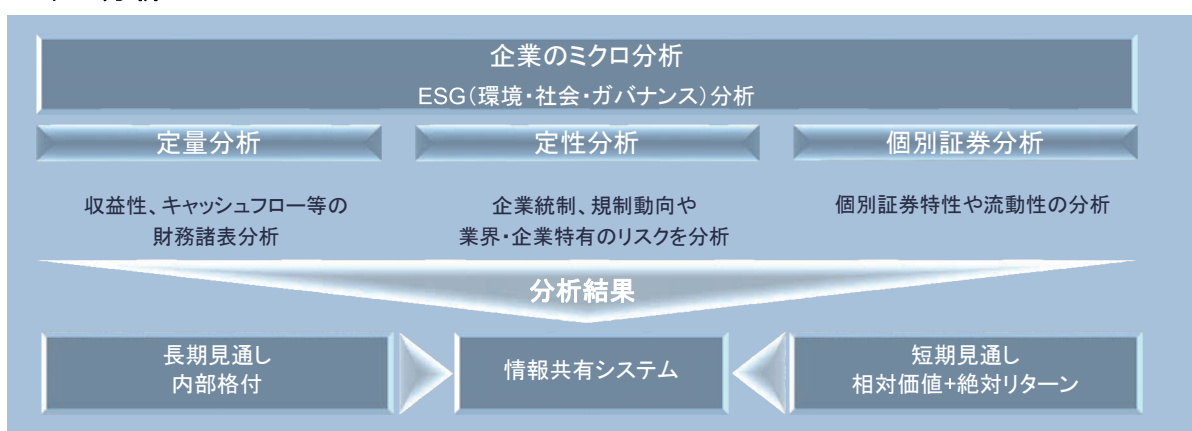 企業のミクロ分析
ESG(環境・社会・ガバナンス)分析
定量分析
定性分析
個別証券分析
収益性、キャッシュフロー等の
財務諸表分析
企業統制、規制動向や
業界・企業特有のリスクを分析
個別証券特性や流動性の分析
分析結果
長期見通し
内部格付
情報共有システム
短期見通し
相対価値+絶対リターン